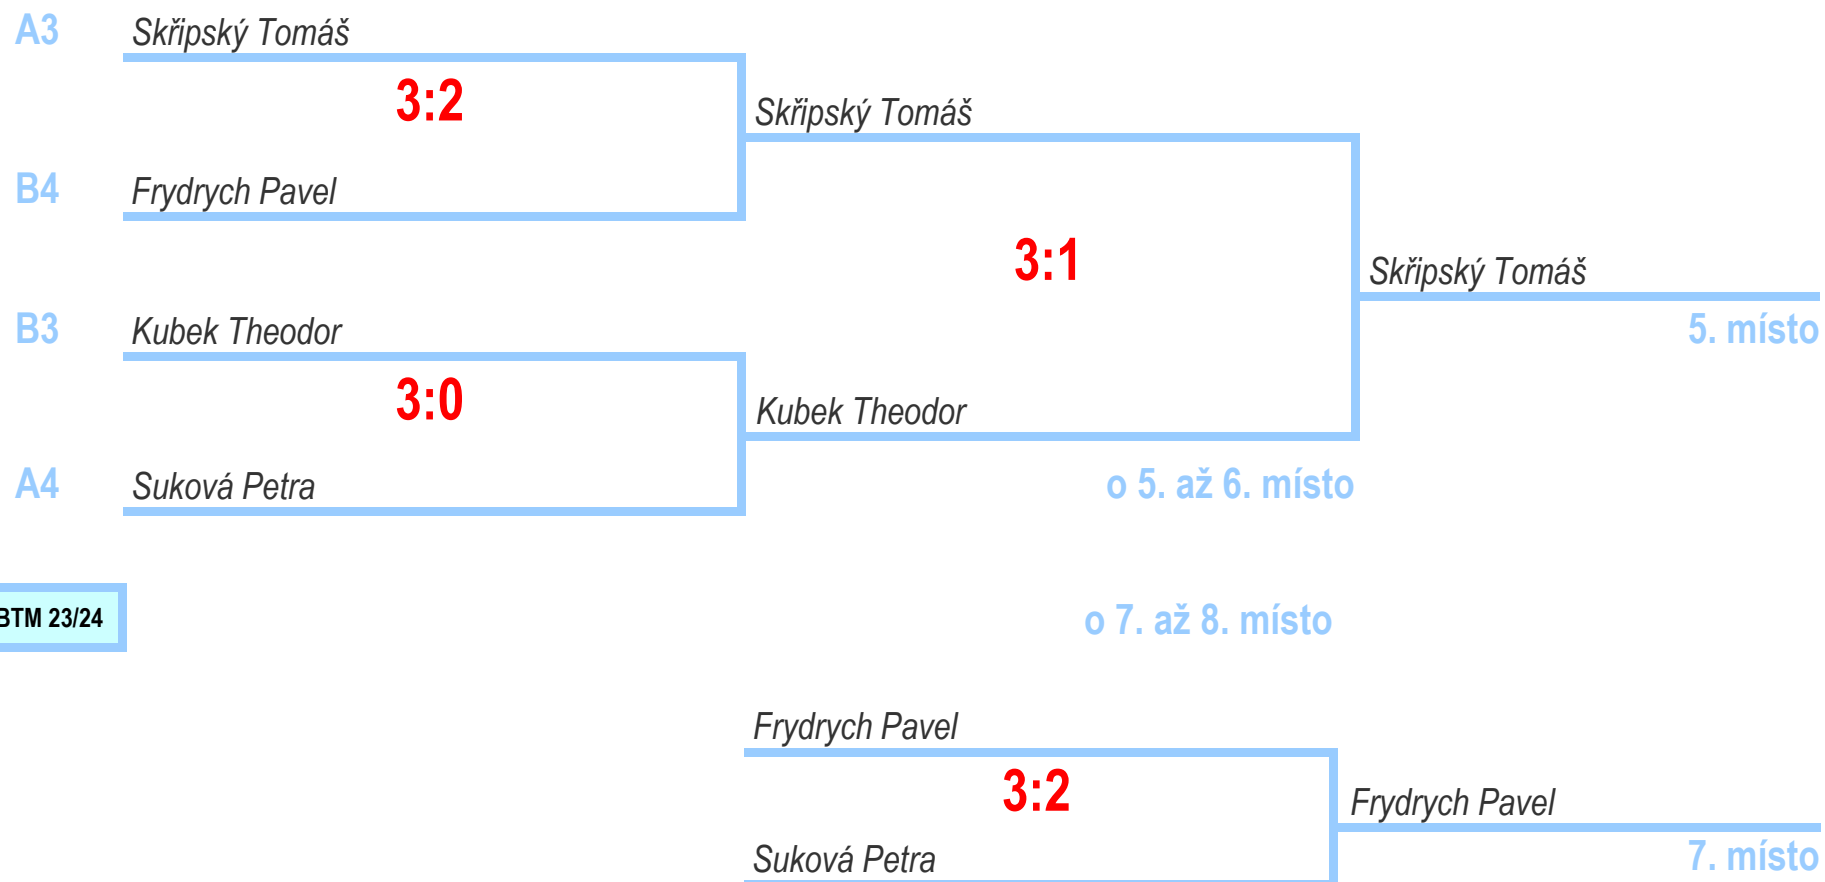 A3 Skřipský Tomáš
3:2
Skřipský Tomáš
B4 Frydrych Pavel
3:1
Skřipský Tomáš
B3 Kubek Theodor
5. místo
3:0
Kubek Theodor
A4 Suková Petra
o 5. až 6. místo
BTM 23/24
o 7. až 8. místo
Frydrych Pavel
3:2
Frydrych Pavel
Suková Petra
7. místo